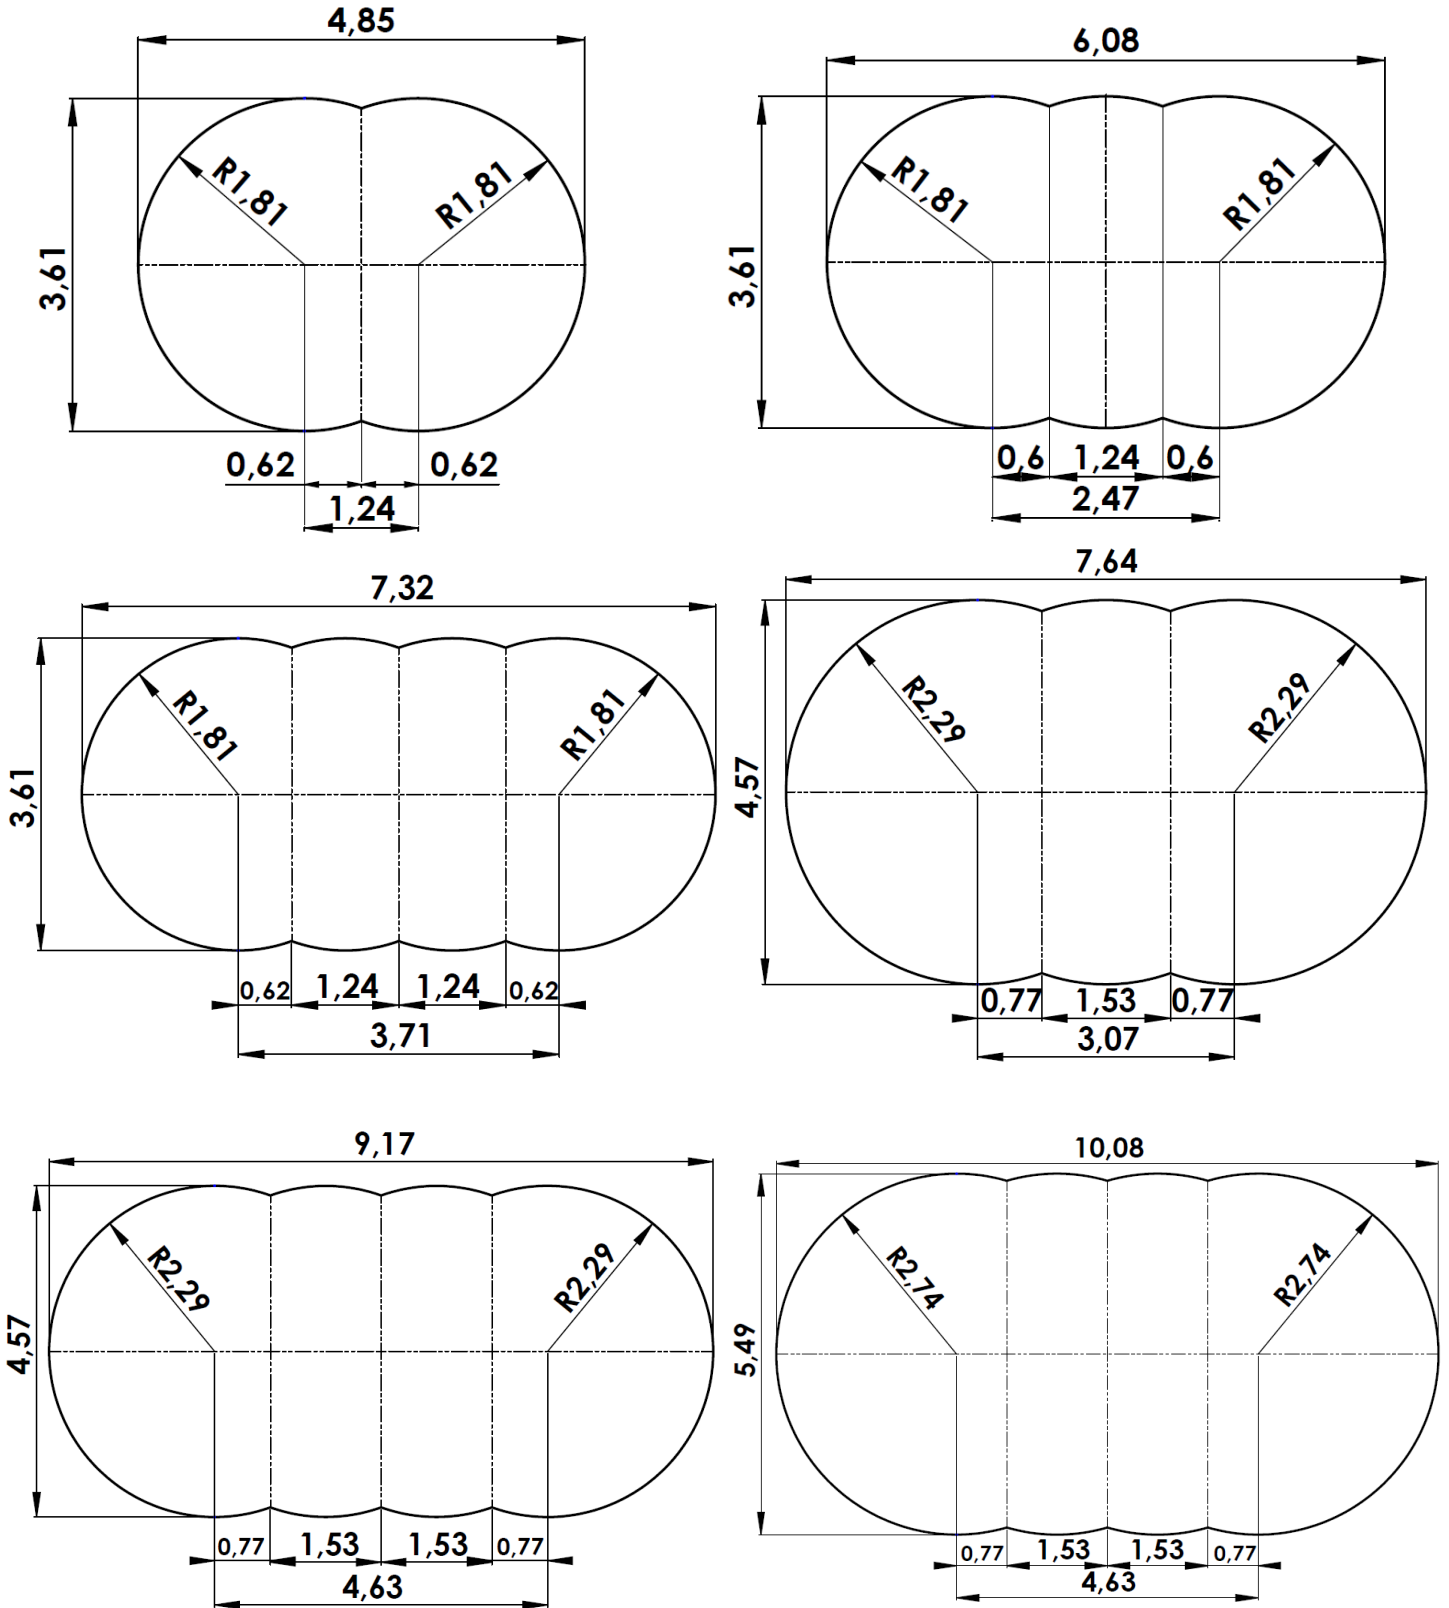 4,85
R1,81 R1,81
3,61
0,62 0,62
1,24
6,08
R1,81 R1,81
3,61
0,6 1,24 0,6
2,47
7,32
R1,81 R1,81
3,61
0,62 1,24 1,24 0,62
3,71
7,64
R2,29 R2,29
4,57
0,77 1,53 0,77
3,07
9,17
R2,29 R2,29
4,57
0,77 1,53 1,53 0,77
4,63
10,08
R2,74 R2,74
5,49
0,77 1,53 1,53 0,77
4,63